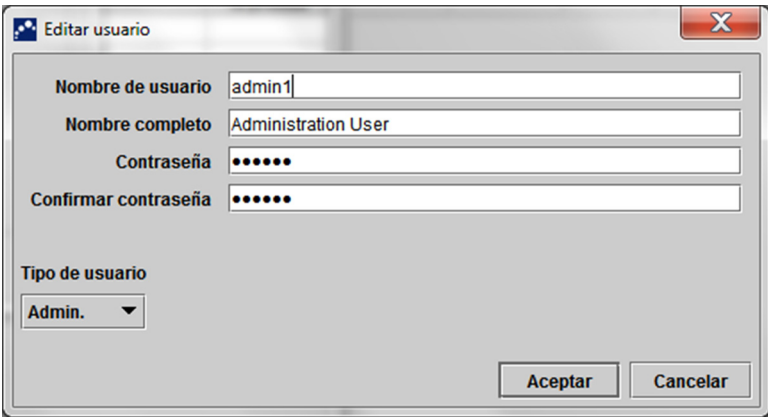 Editar usuario
Nombre de usuario admin1
Nombre completo Administration User
Contraseña ••••••
Confirmar contraseña ••••••
Tipo de usuario
Admin.
Aceptar Cancelar